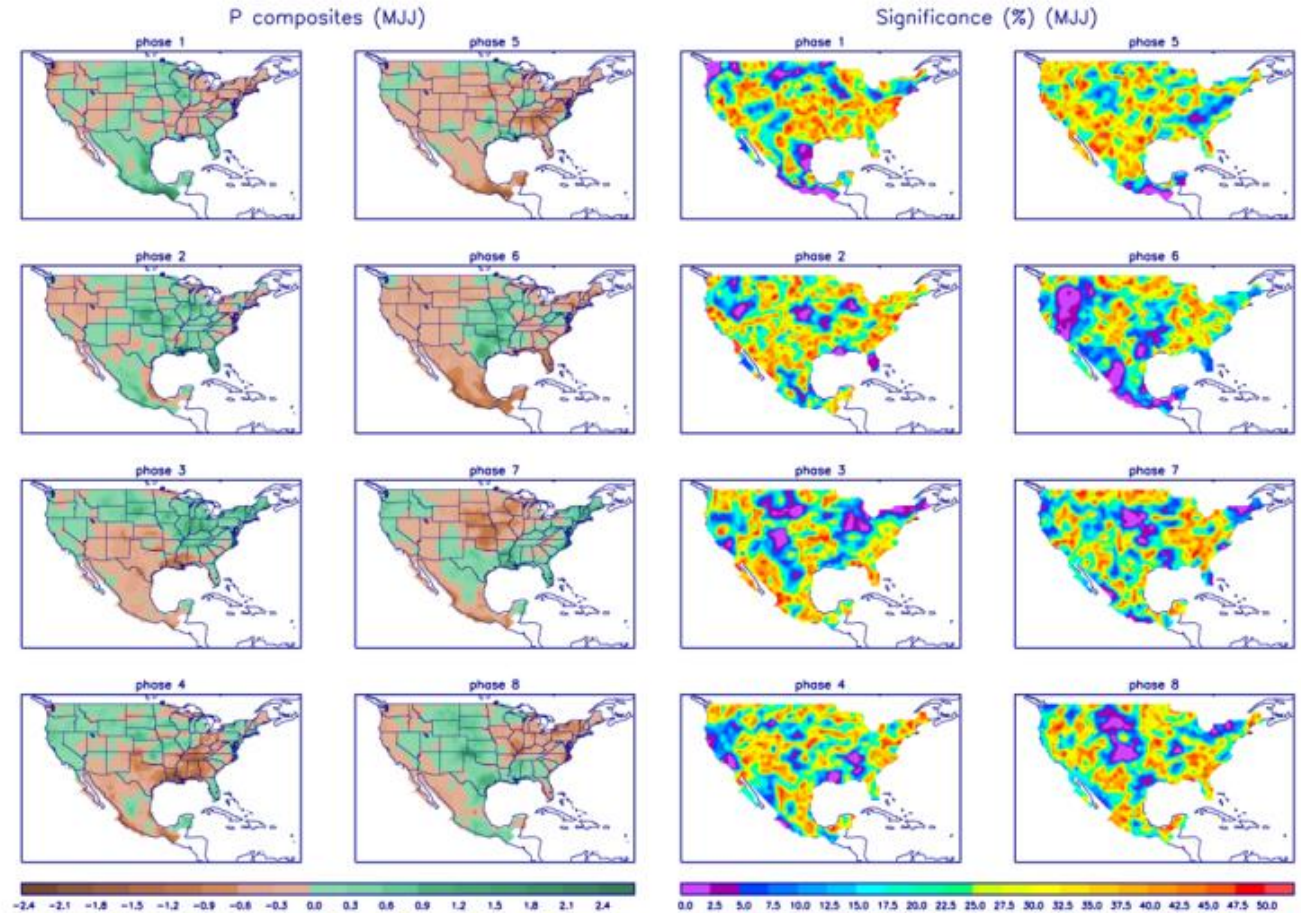 P composites (MJJ)
Significance (%) (MJJ)
phase 1
phase 5
phase 1
phase 5
phase 2
phase 6
phase 2
phase 6
phase 3
phase 7
phase 3
phase 7
phase 4
phase 8
phase 4
phase 8
−2.4 −2.1 −1.8 −1.5 −1.2 −0.9 −0.6 −0.3 0.0 0.3 0.6 0.9 1.2 1.5 1.8 2.1 2.4
0.0 2.5 5.0 7.5 10.0 12.5 15.0 17.5 20.0 22.5 25.0 27.5 30.0 32.5 35.0 37.5 40.0 42.5 45.0 47.5 50.0